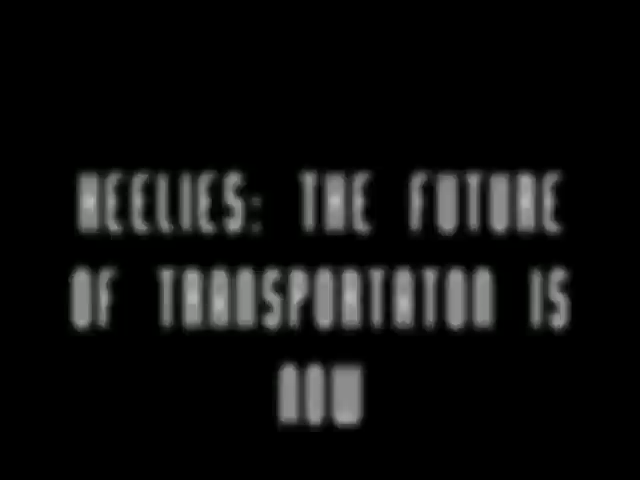 HEELIES: THE FUTURE
OF TRANSPORTATON IS
NOW